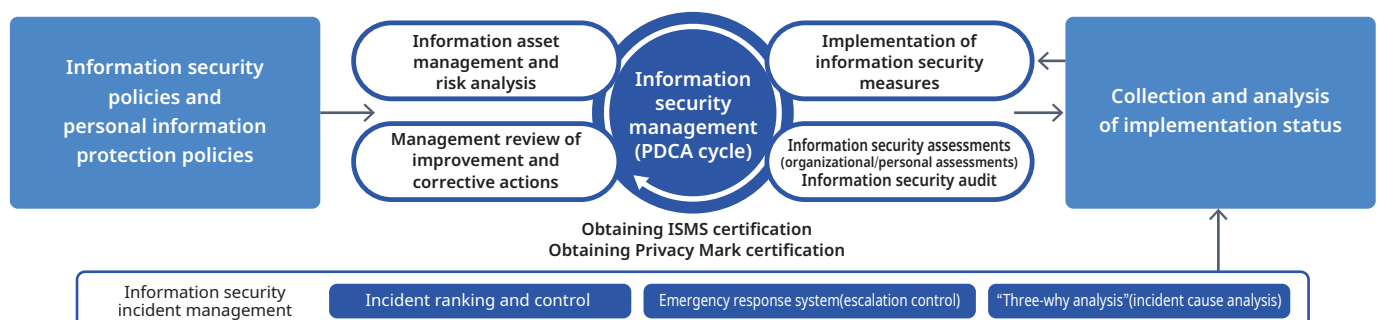 Information security
policies and
personal information
protection policies
Information asset
management and
risk analysis
Management review of
improvement and
corrective actions
Information
security
management
(PDCA cycle)
Implementation of
information security
measures
Information security assessments
(organizational/personal assessments)
Information security audit
Collection and analysis
of implementation status
Obtaining ISMS certification
Obtaining Privacy Mark certification
Information security
incident management
Incident ranking and control
Emergency response system(escalation control)
“Three-why analysis”(incident cause analysis)